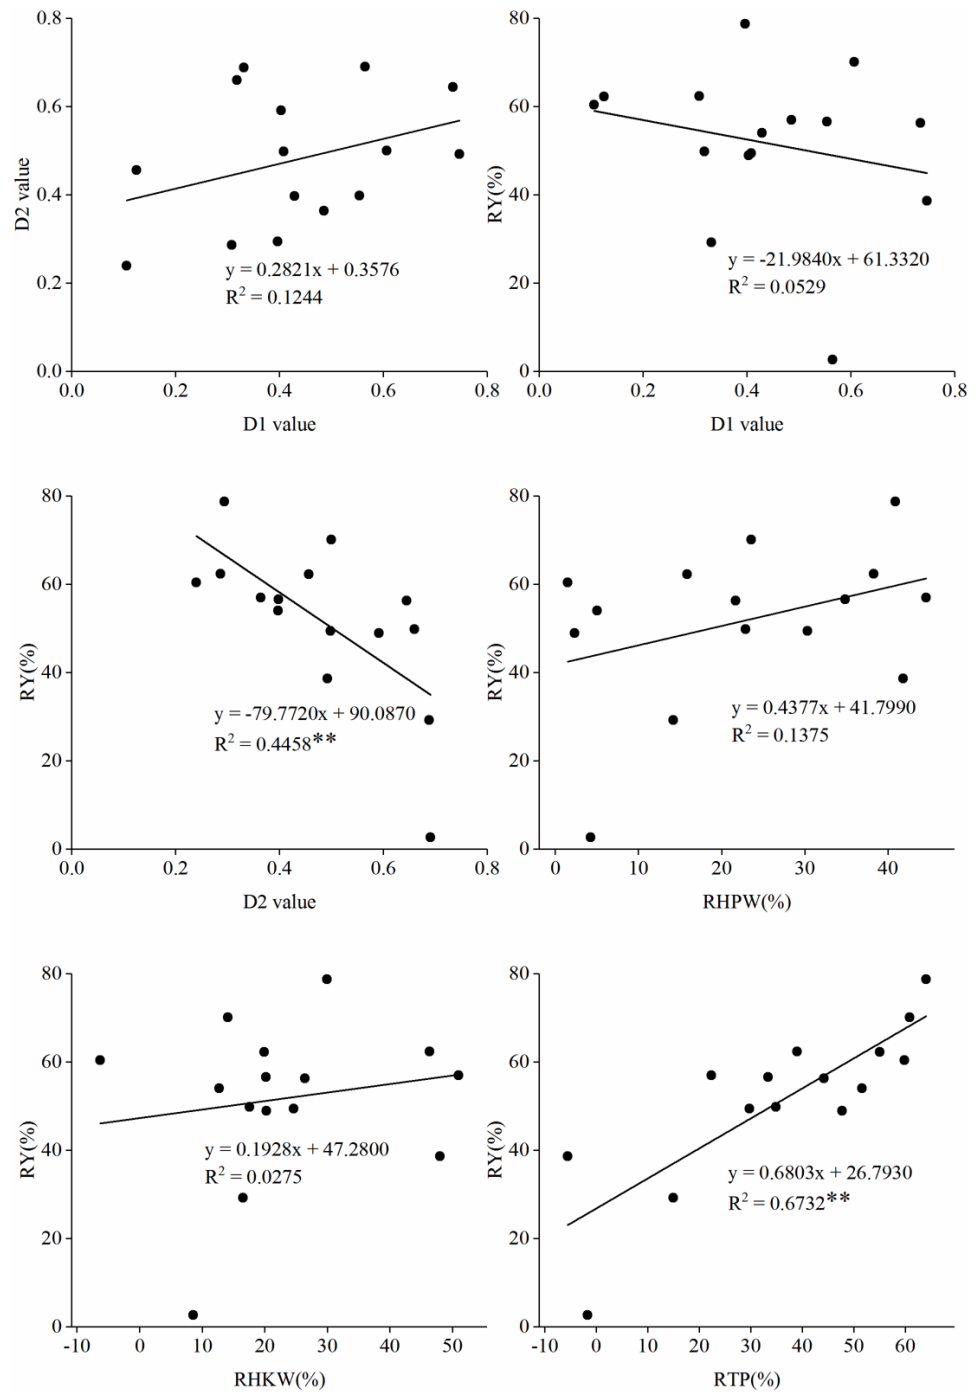 0.8
0.6
0.4
0.2
0.0
D2 value
y = 0.2821x + 0.3576
R² = 0.1244
0.0 0.2 0.4 0.6 0.8
D1 value
80
60
40
20
0
RY(%)
y = -21.9840x + 61.3320
R² = 0.0529
0.0 0.2 0.4 0.6 0.8
D1 value
80
60
40
20
0
RY(%)
y = -79.7720x + 90.0870
R² = 0.4458**
0.0 0.2 0.4 0.6 0.8
D2 value
80
60
40
20
0
RY(%)
y = 0.4377x + 41.7990
R² = 0.1375
0 10 20 30 40
RHPW(%)
80
60
40
20
0
RY(%)
y = 0.1928x + 47.2800
R² = 0.0275
-10 0 10 20 30 40 50
RHKW(%)
80
60
40
20
0
RY(%)
y = 0.6803x + 26.7930
R² = 0.6732**
-10 0 10 20 30 40 50 60
RTP(%)